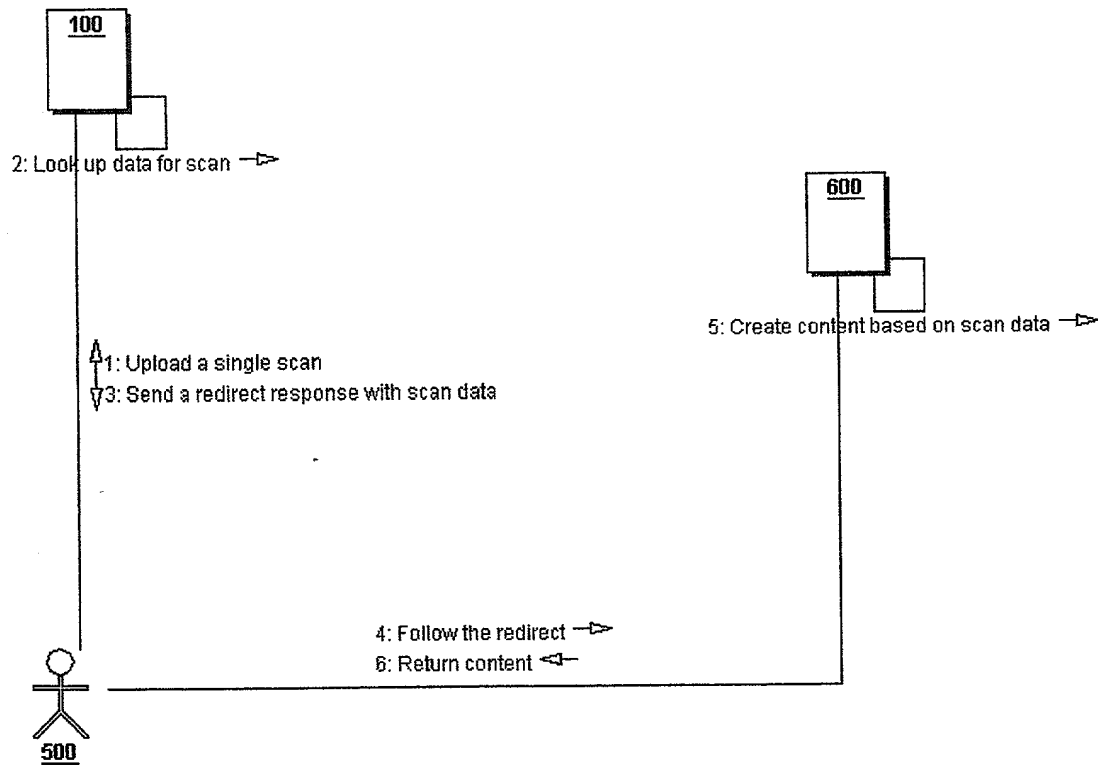 100
2: Look up data for scan
600
5: Create content based on scan data
1: Upload a single scan
3: Send a redirect response with scan data
4: Follow the redirect
6: Return content
500